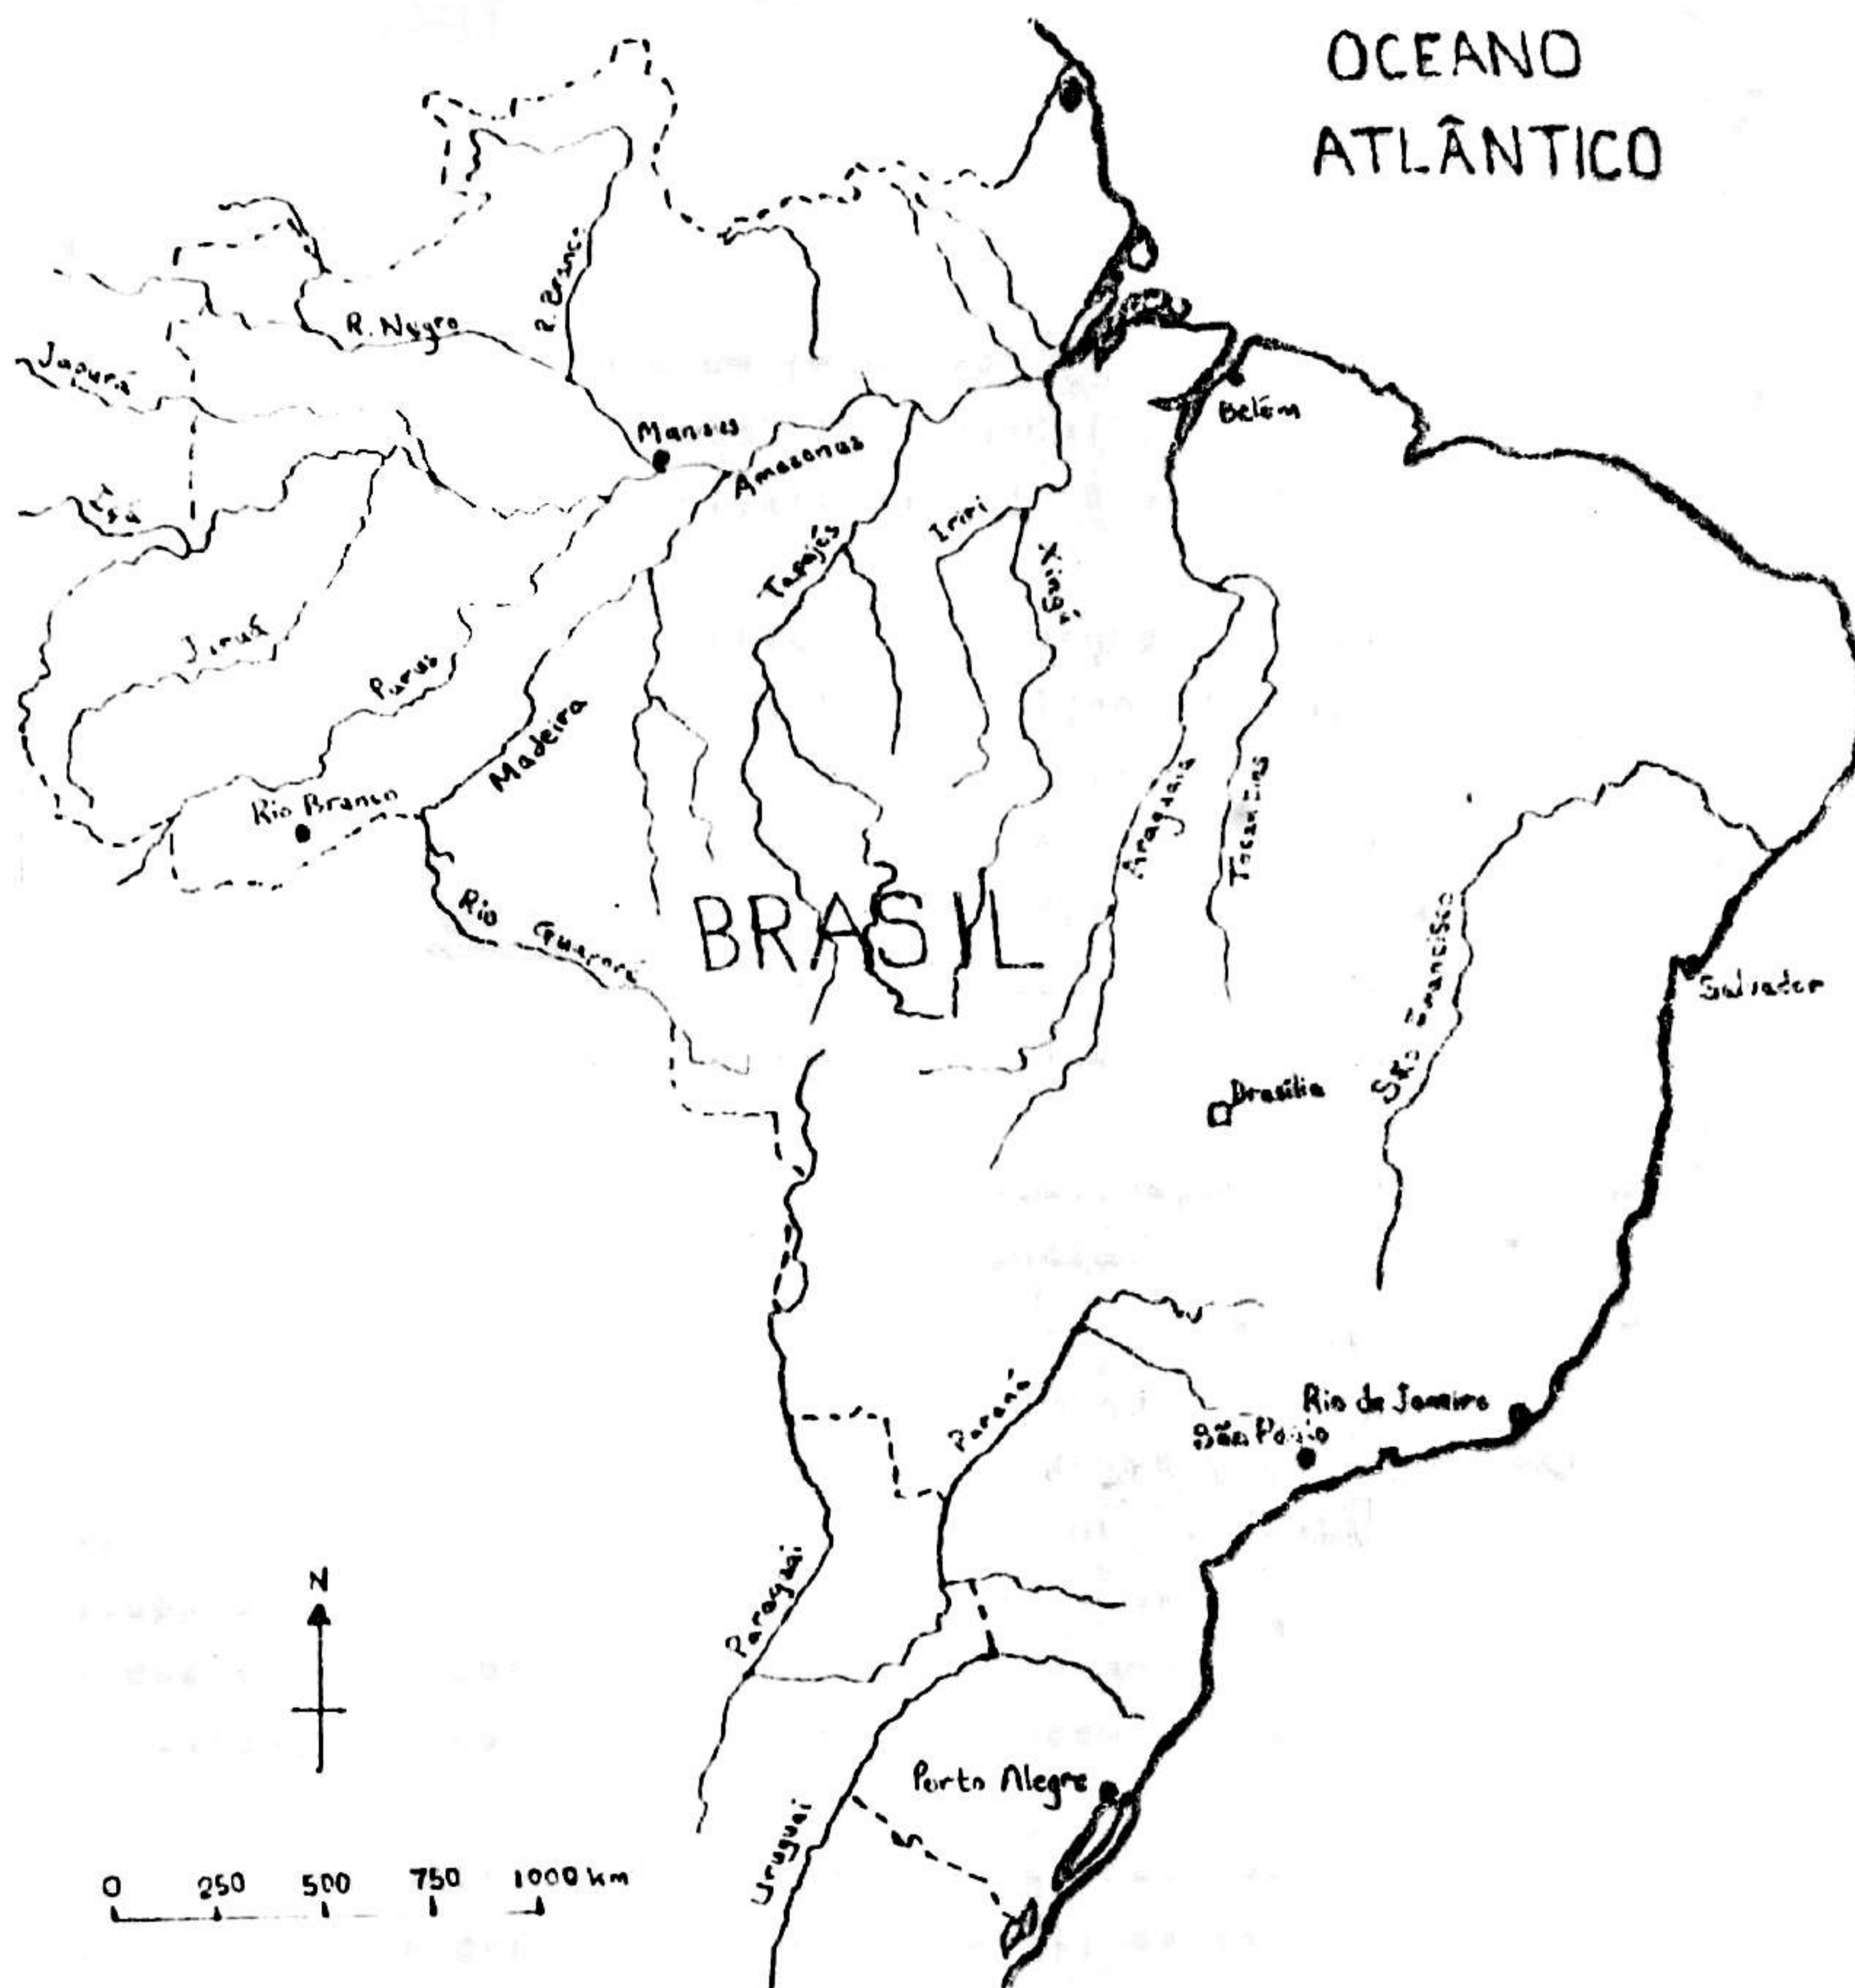 OCEANO
ATLÂNTICO
R. Branco
R. Negro
Japurá
Manaus
Amazonas
Belém
Içá
Iriri
Tapajós
Xingú
Juruá
Purus
Madeira
Rio Branco
Araguaia
Tocantins
Rio Guaporé
BRASIL
São Francisco
Salvador
Brasília
Paraná
Rio de Janeiro
São Paulo
N
Paraguai
Porto Alegre
Uruguai
0 250 500 750 1000 km